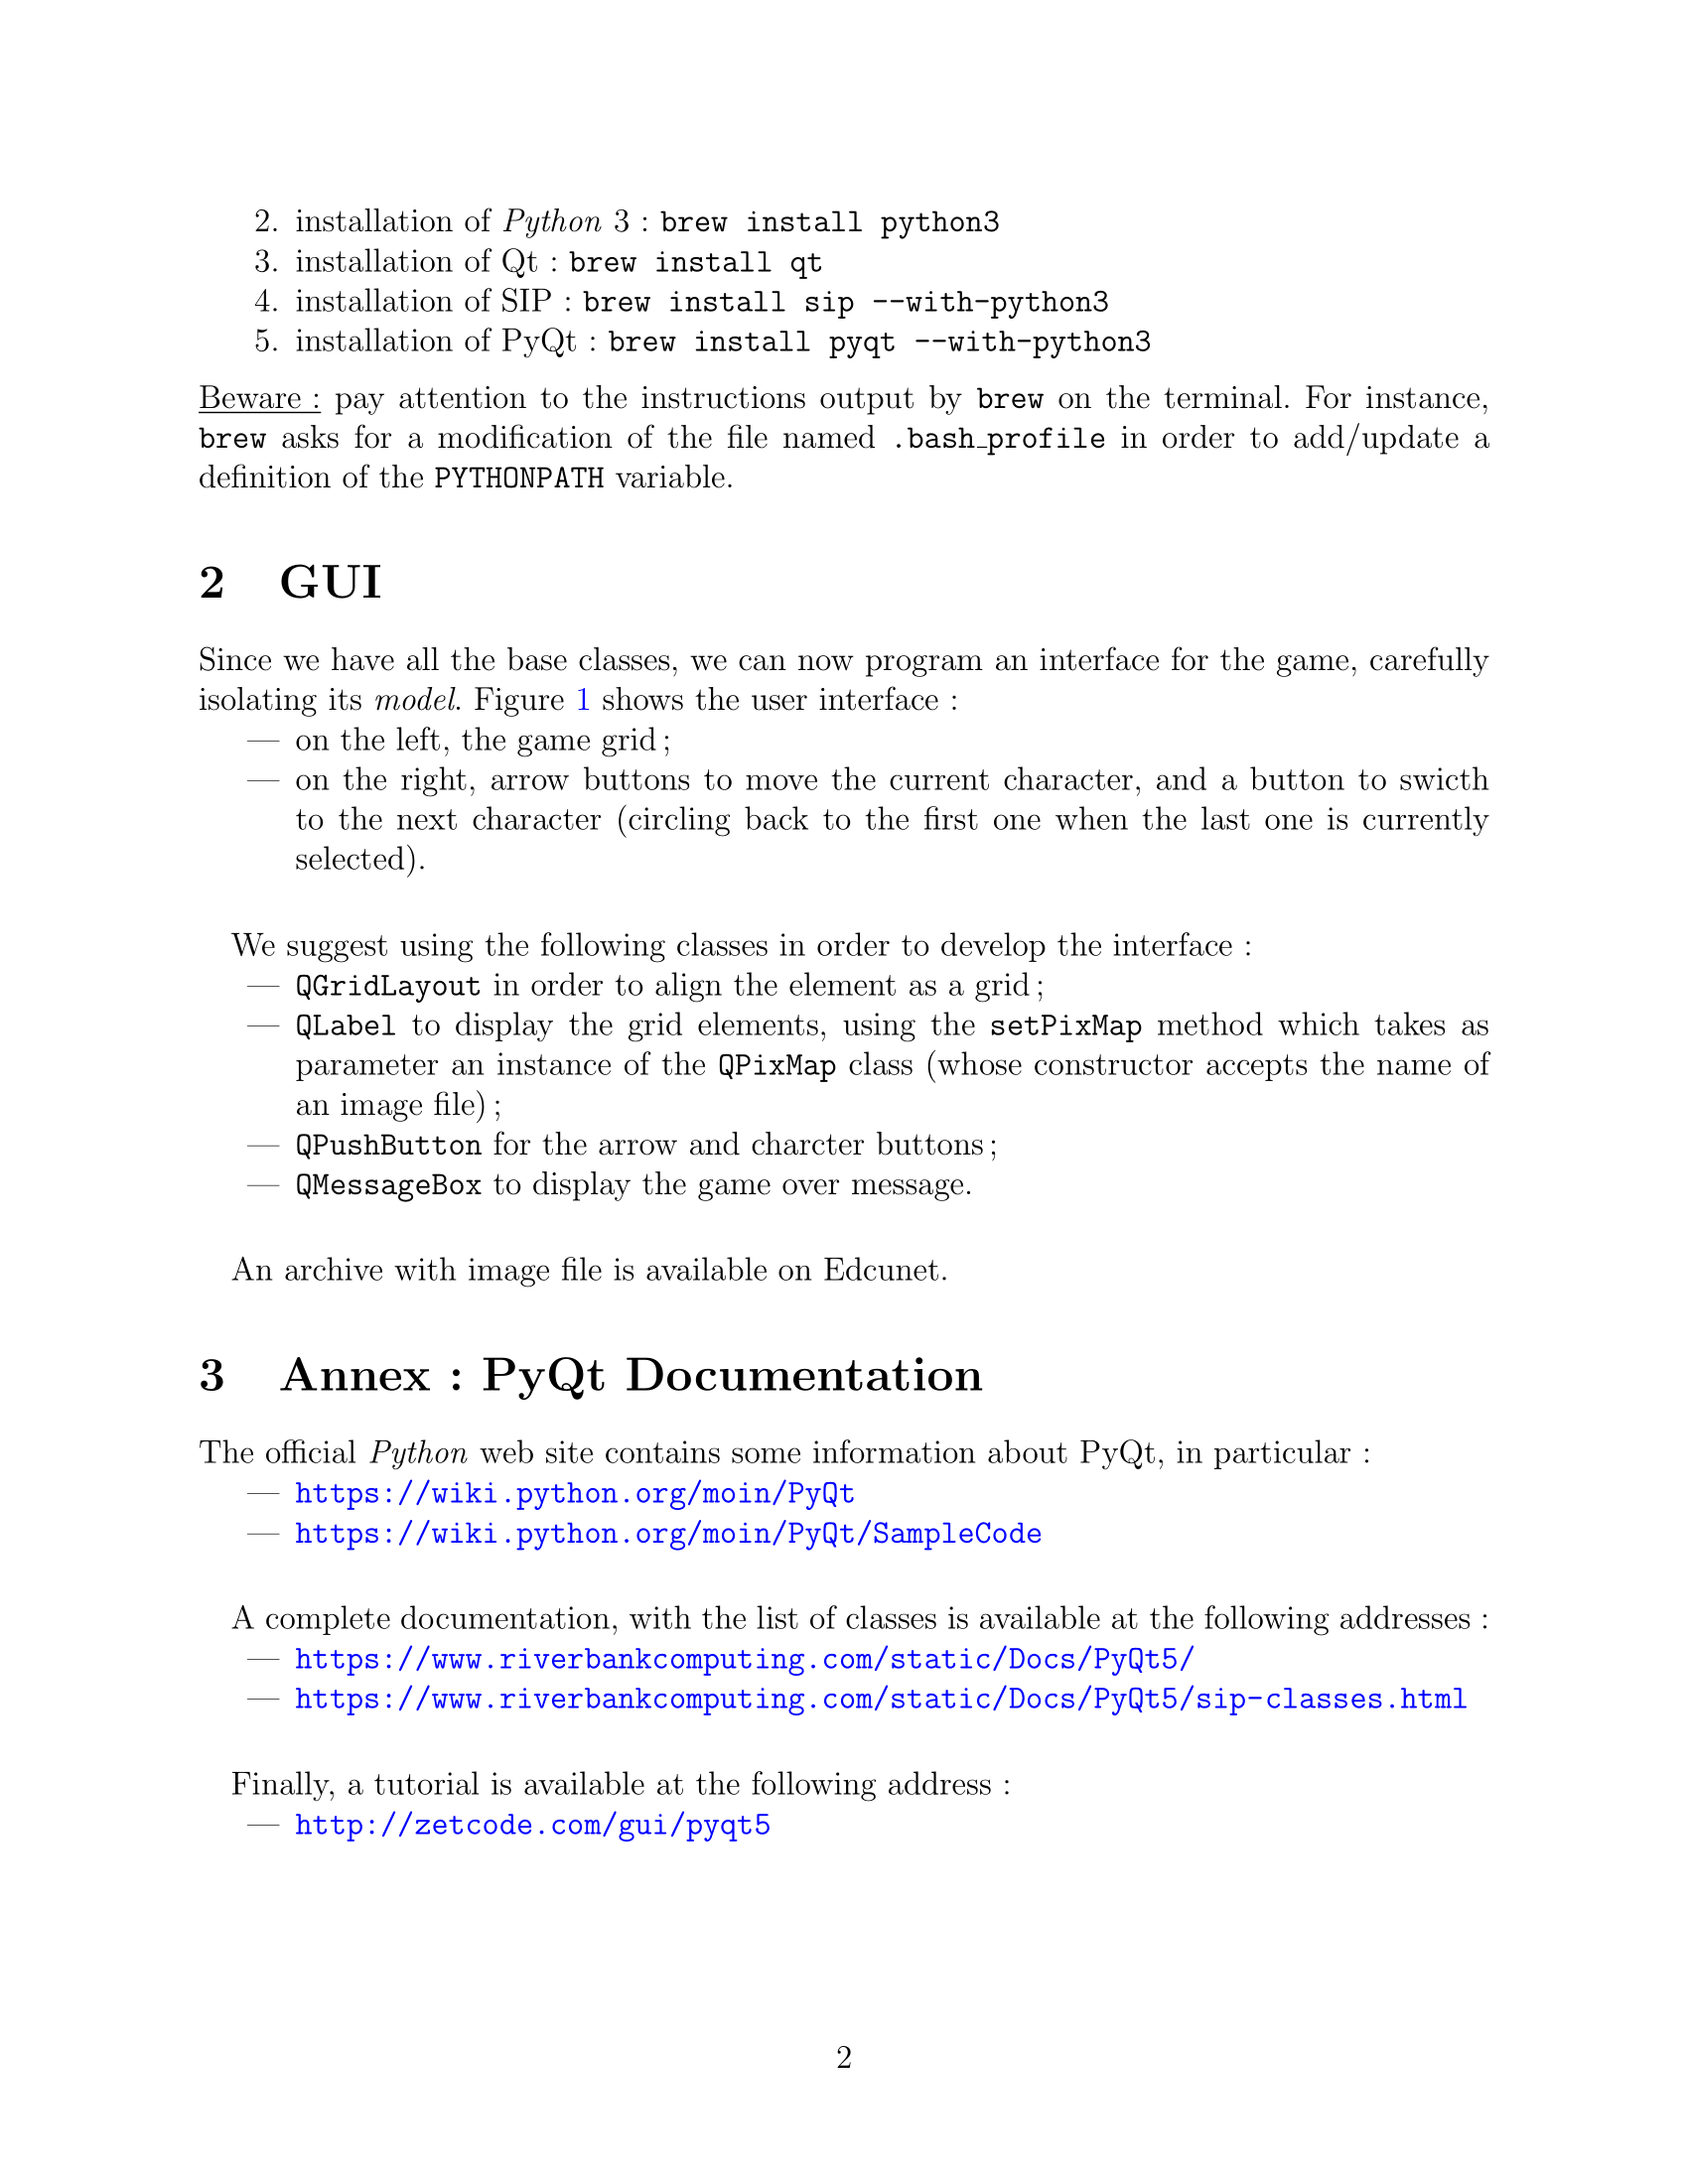 2. installation of Python 3 : brew install python3
3. installation of Qt : brew install qt
4. installation of SIP : brew install sip --with-python3
5. installation of PyQt : brew install pyqt --with-python3
Beware : pay attention to the instructions output by brew on the terminal. For instance,
brew asks for a modification of the file named .bash_profile in order to add/update a
definition of the PYTHONPATH variable.
2 GUI
Since we have all the base classes, we can now program an interface for the game, carefully
isolating its model. Figure 1 shows the user interface :
— on the left, the game grid ;
— on the right, arrow buttons to move the current character, and a button to swicth
to the next character (circling back to the first one when the last one is currently
selected).
We suggest using the following classes in order to develop the interface :
— QGridLayout in order to align the element as a grid ;
— QLabel to display the grid elements, using the setPixMap method which takes as
parameter an instance of the QPixMap class (whose constructor accepts the name of
an image file) ;
— QPushButton for the arrow and charcter buttons ;
— QMessageBox to display the game over message.
An archive with image file is available on Edcunet.
3 Annex : PyQt Documentation
The official Python web site contains some information about PyQt, in particular :
— https://wiki.python.org/moin/PyQt
— https://wiki.python.org/moin/PyQt/SampleCode
A complete documentation, with the list of classes is available at the following addresses :
— https://www.riverbankcomputing.com/static/Docs/PyQt5/
— https://www.riverbankcomputing.com/static/Docs/PyQt5/sip-classes.html
Finally, a tutorial is available at the following address :
— http://zetcode.com/gui/pyqt5
2